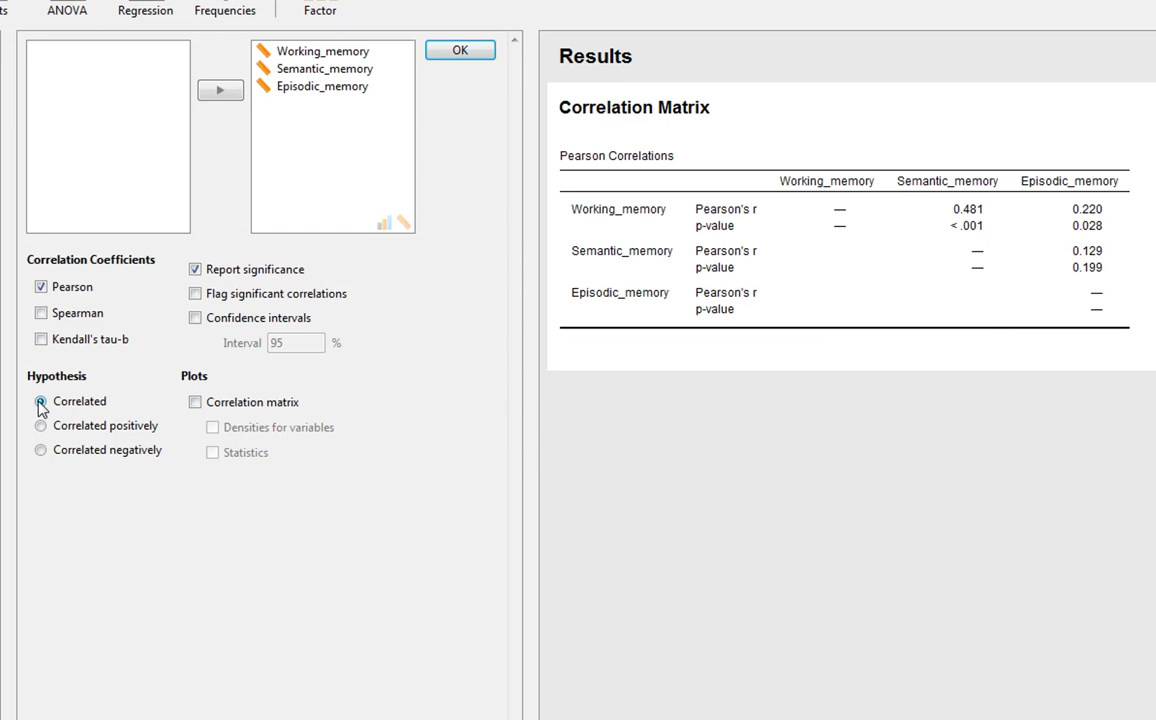 ts ANOVA Regression Frequencies Factor
Working_memory
Semantic_memory
Episodic_memory
OK
Correlation Coefficients
Pearson
Spearman
Kendall's tau-b
Report significance
Flag significant correlations
Confidence intervals
Interval 95 %
Hypothesis
Correlated
Correlated positively
Correlated negatively
Plots
Correlation matrix
Densities for variables
Statistics
Results
Correlation Matrix
Pearson Correlations
Working_memory Semantic_memory Episodic_memory
Working_memory Pearson's r — 0.481 0.220
p-value — < .001 0.028
Semantic_memory Pearson's r — 0.129
p-value — 0.199
Episodic_memory Pearson's r —
p-value —